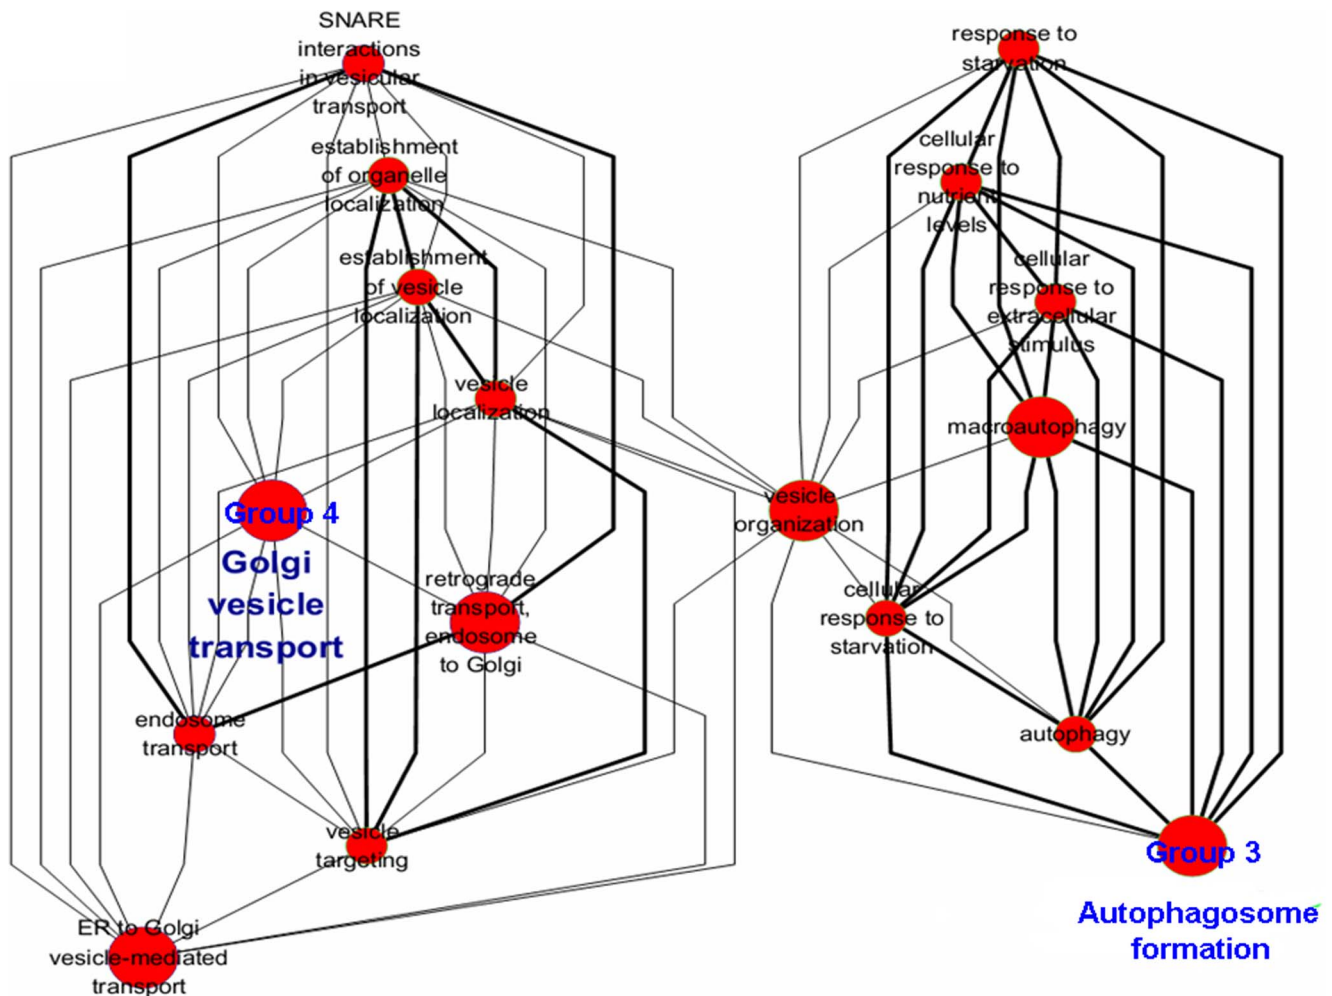 SNARE
interactions
in vesicular
transport
establishment
of organelle
localization
establishment
of vesicle
localization
vesicle
localization
Group 4
Golgi
vesicle
transport
retrograde
transport,
endosome
to Golgi
endosome
transport
vesicle
targeting
ER to Golgi
vesicle-mediated
transport
vesicle
organization
response to
starvation
cellular
response to
nutrient
levels
cellular
response to
extracellular
stimulus
macroautophagy
cellular
response to
starvation
autophagy
Group 3
Autophagosome
formation